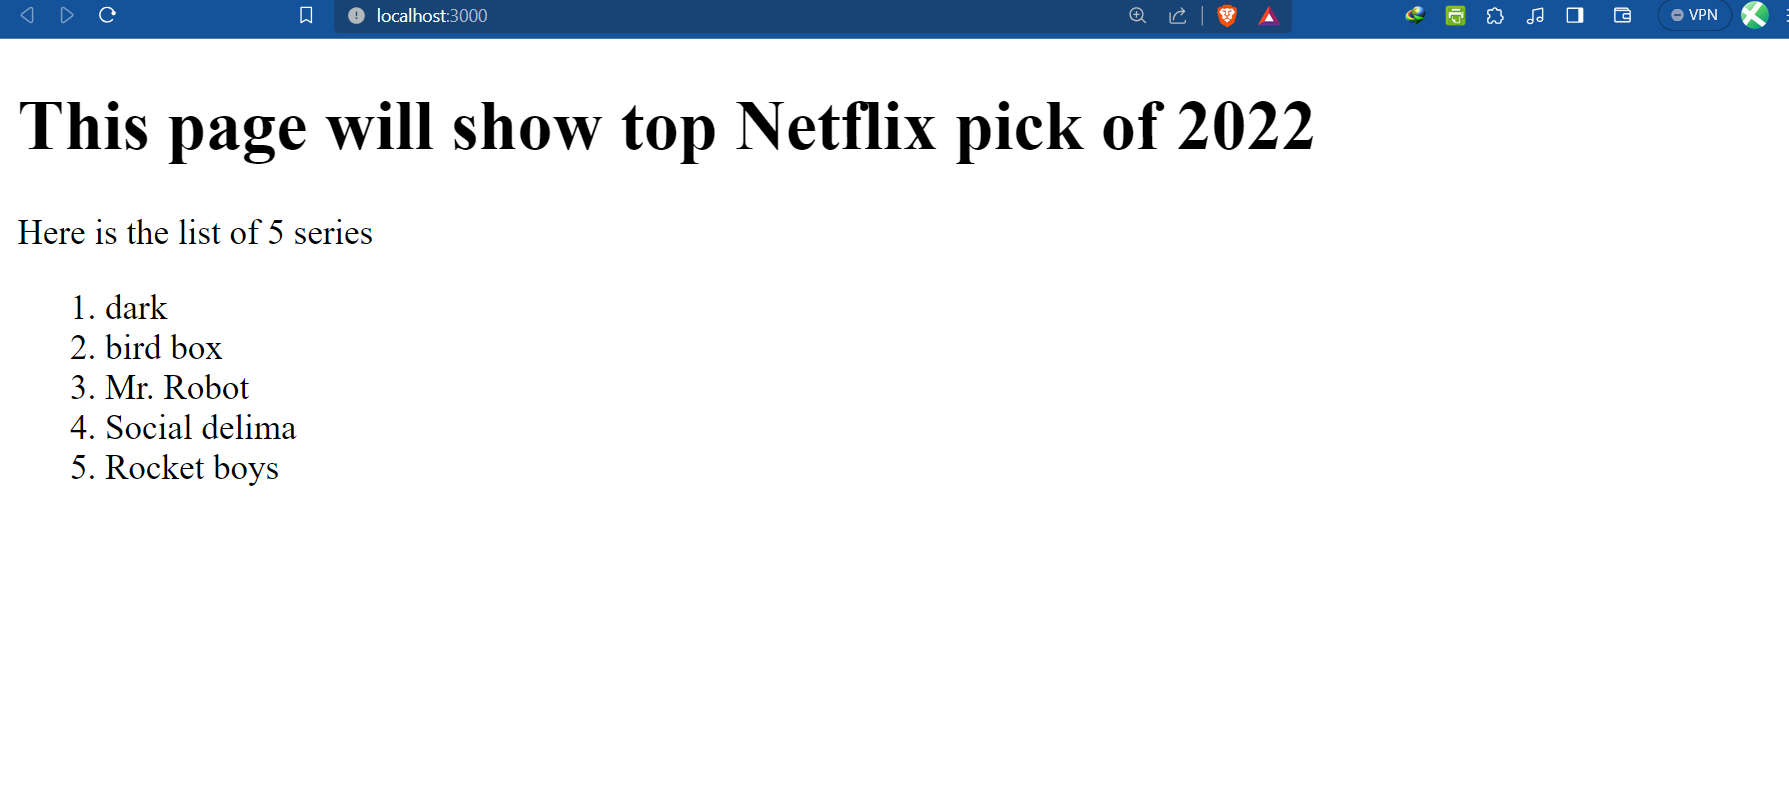 localhost:3000
VPN
This page will show top Netflix pick of 2022
Here is the list of 5 series
1. dark
2. bird box
3. Mr. Robot
4. Social delima
5. Rocket boys